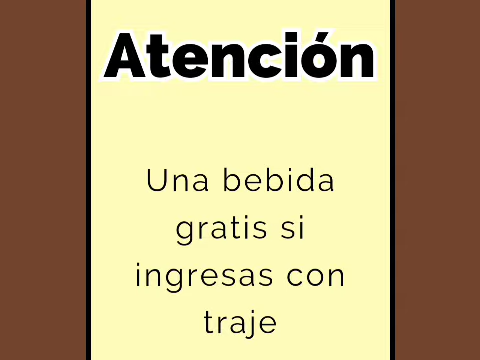 Atención
Una bebida
gratis si
ingresas con
traje